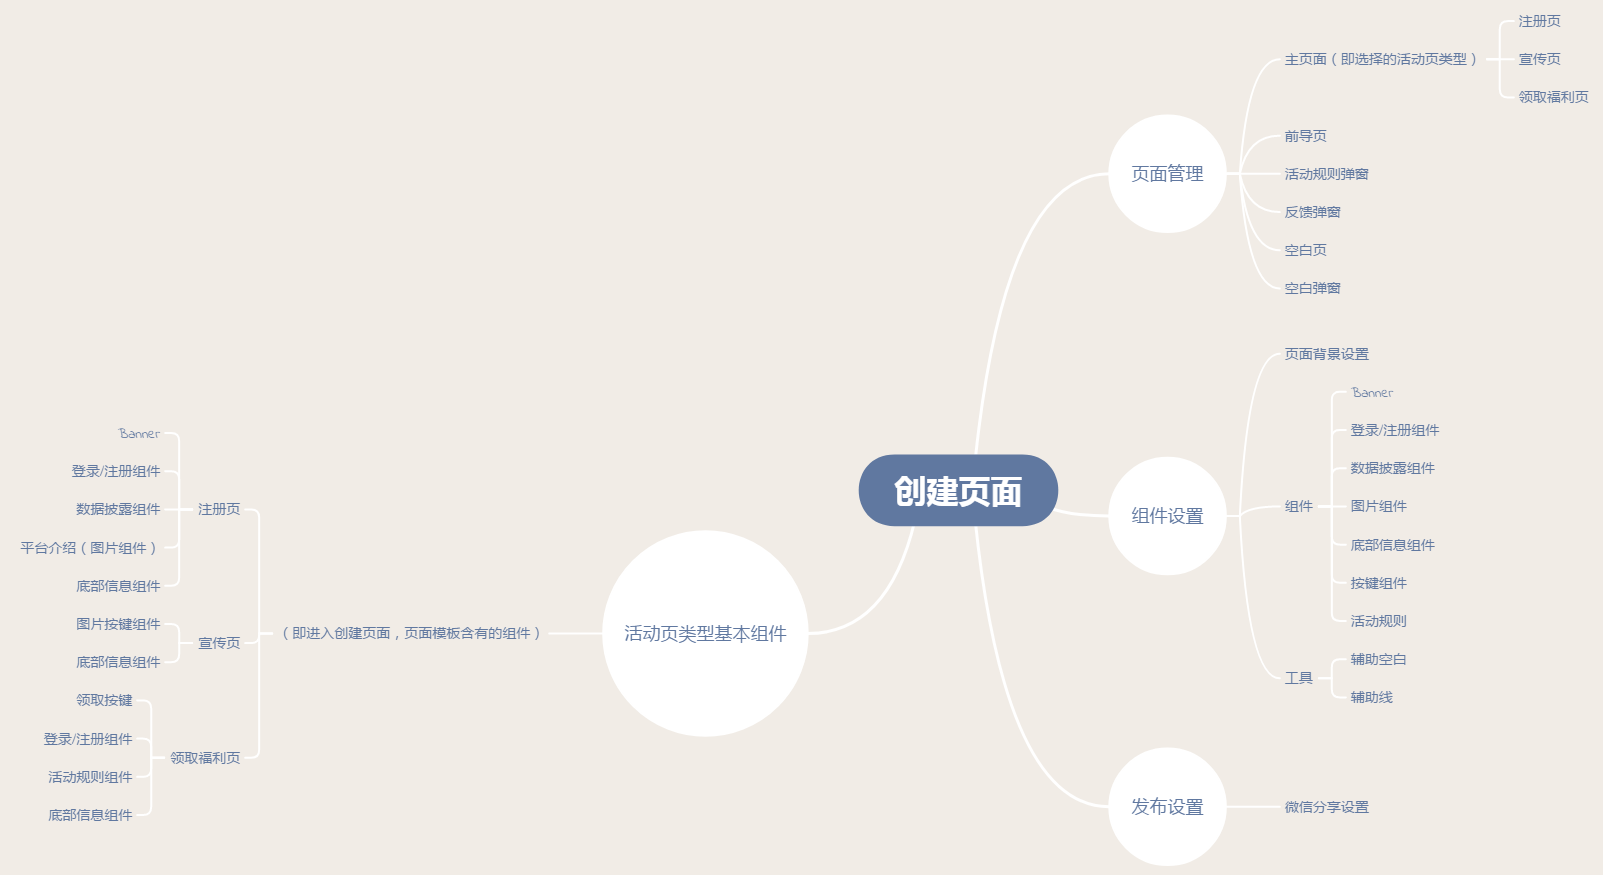 创建页面
页面管理
主页面（即选择的活动页类型）
注册页
宣传页
领取福利页
前导页
活动规则弹窗
反馈弹窗
空白页
空白弹窗
组件设置
页面背景设置
组件
Banner
登录/注册组件
数据披露组件
图片组件
底部信息组件
按键组件
活动规则
工具
辅助空白
辅助线
发布设置
微信分享设置
活动页类型基本组件
（即进入创建页面，页面模板含有的组件）
注册页
Banner
登录/注册组件
数据披露组件
平台介绍（图片组件）
底部信息组件
宣传页
图片按键组件
底部信息组件
领取福利页
领取按键
登录/注册组件
活动规则组件
底部信息组件